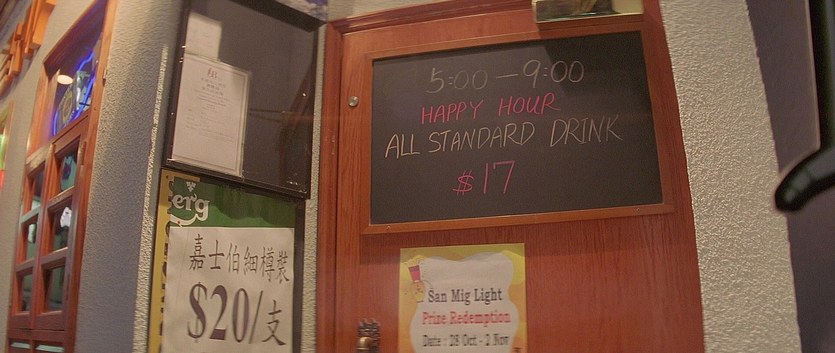 5:00 — 9:00
HAPPY HOUR
ALL STANDARD DRINK
$17
erg
嘉士伯細樽裝
$20/支
San Mig Light
Prize Redemption
Date : 28 Oct - 2 Nov